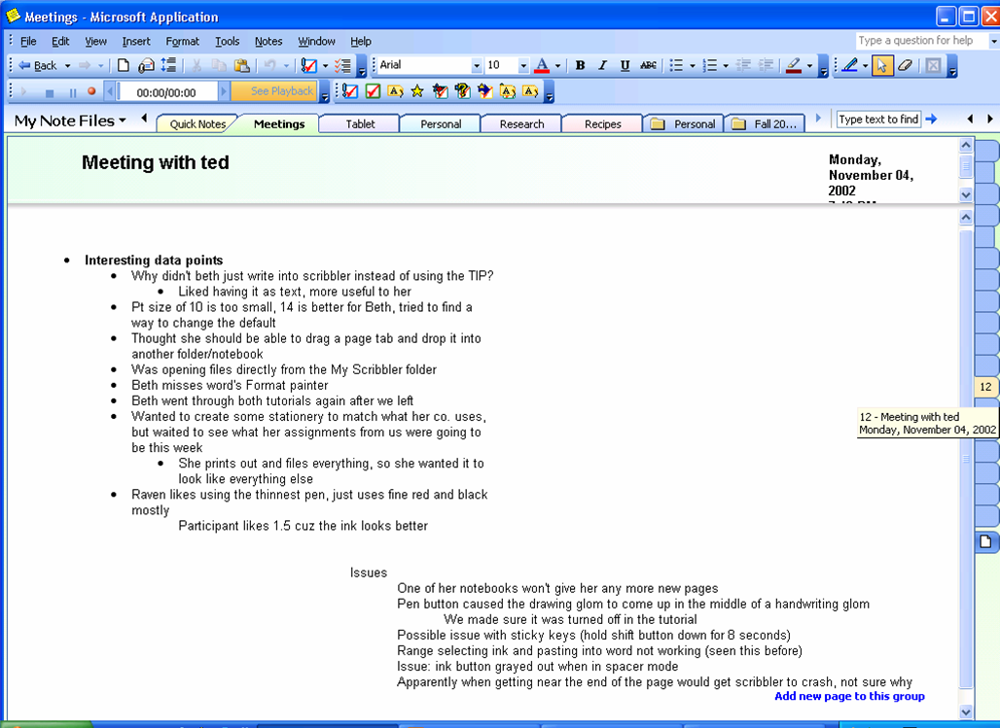 Meetings - Microsoft Application
File Edit View Insert Format Tools Notes Window Help
Type a question for help
Back
Arial
10
A B I U ABC
00:00/00:00
See Playback
My Note Files
Quick Notes
Meetings
Tablet
Personal
Research
Recipes
Personal
Fall 20...
Type text to find
Meeting with ted
Monday,
November 04,
2002
• Interesting data points
• Why didn't beth just write into scribbler instead of using the TIP?
• Liked having it as text, more useful to her
• Pt size of 10 is too small, 14 is better for Beth, tried to find a
way to change the default
• Thought she should be able to drag a page tab and drop it into
another folder/notebook
• Was opening files directly from the My Scribbler folder
• Beth misses word's Format painter
• Beth went through both tutorials again after we left
• Wanted to create some stationery to match what her co. uses,
but waited to see what her assignments from us were going to
be this week
• She prints out and files everything, so she wanted it to
look like everything else
• Raven likes using the thinnest pen, just uses fine red and black
mostly
Participant likes 1.5 cuz the ink looks better
12
12 - Meeting with ted
Monday, November 04, 2002
Issues
One of her notebooks won't give her any more new pages
Pen button caused the drawing glom to come up in the middle of a handwriting glom
We made sure it was turned off in the tutorial
Possible issue with sticky keys (hold shift button down for 8 seconds)
Range selecting ink and pasting into word not working (seen this before)
Issue: ink button grayed out when in spacer mode
Apparently when getting near the end of the page would get scribbler to crash, not sure why
Add new page to this group